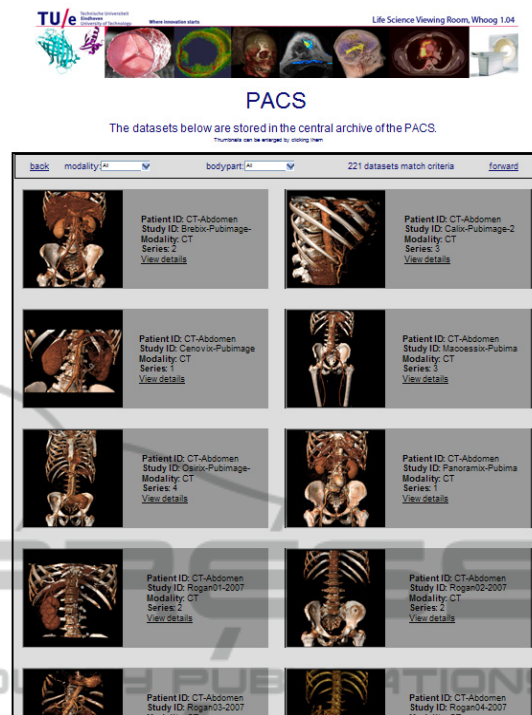 TU/e Technische Universiteit Eindhoven University of Technology
Where innovation starts
Life Science Viewing Room, Whoog 1.04
PACS
The datasets below are stored in the central archive of the PACS.
Thumbnails can be enlarged by clicking them
back modality: All bodypart: All 221 datasets match criteria forward
Patient ID: CT-Abdomen
Study ID: Brebix-Pubimage-
Modality: CT
Series: 2
View details
Patient ID: CT-Abdomen
Study ID: Calix-Pubimage-2
Modality: CT
Series: 3
View details
Patient ID: CT-Abdomen
Study ID: Cenovix-Pubimage
Modality: CT
Series: 1
View details
Patient ID: CT-Abdomen
Study ID: Macoessix-Pubima
Modality: CT
Series: 3
View details
Patient ID: CT-Abdomen
Study ID: Osirix-Pubimage-
Modality: CT
Series: 4
View details
Patient ID: CT-Abdomen
Study ID: Panoramix-Pubima
Modality: CT
Series: 1
View details
Patient ID: CT-Abdomen
Study ID: Rogan01-2007
Modality: CT
Series: 2
View details
Patient ID: CT-Abdomen
Study ID: Rogan02-2007
Modality: CT
Series: 2
View details
Patient ID: CT-Abdomen
Study ID: Rogan03-2007
Patient ID: CT-Abdomen
Study ID: Rogan04-2007